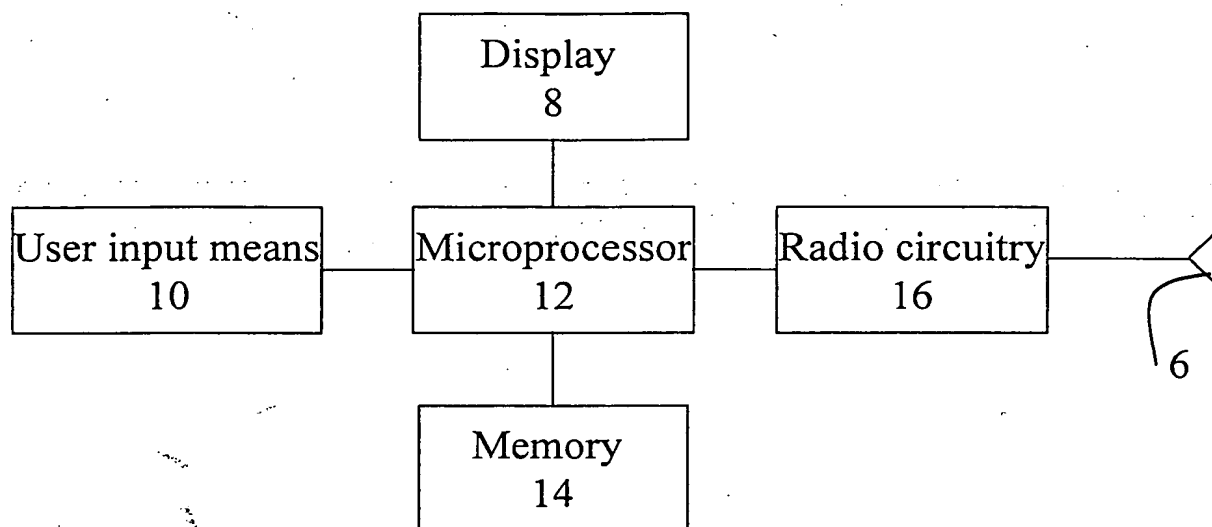 Display
8
User input means
10
Microprocessor
12
Radio circuitry
16
6
Memory
14